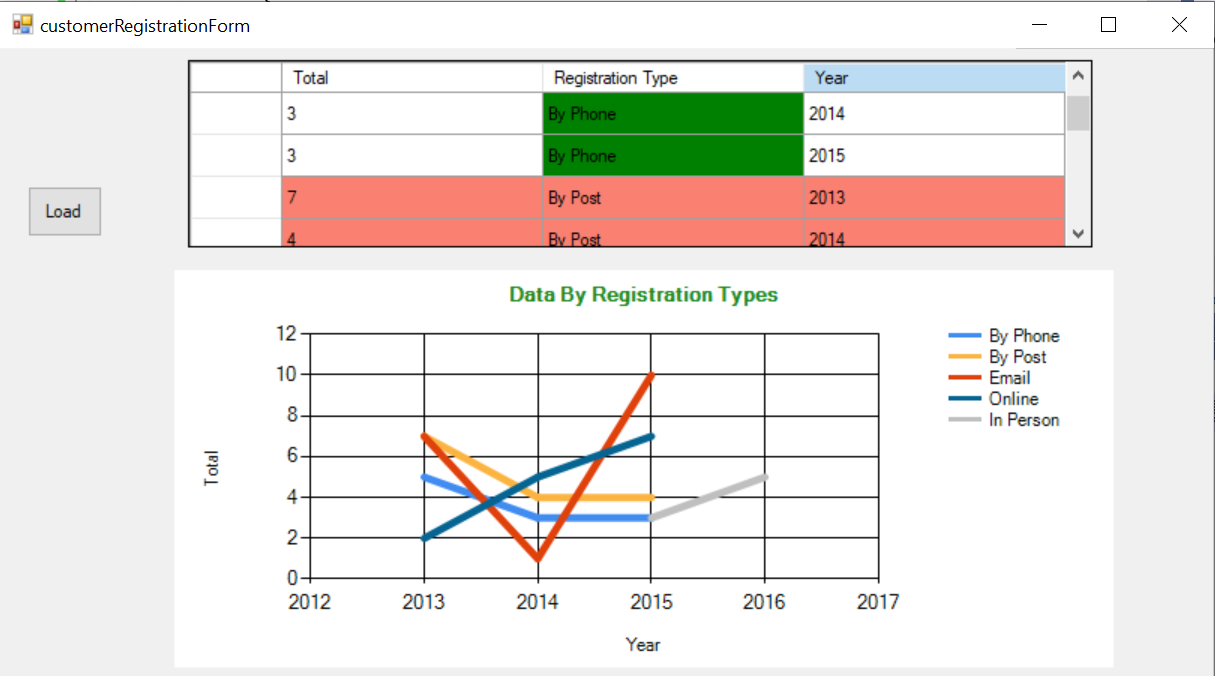 customerRegistrationForm
Total Registration Type Year
3 By Phone 2014
3 By Phone 2015
7 By Post 2013
4 By Post 2014
Load
Data By Registration Types
12
10
8
6
4
2
0
Total
2012 2013 2014 2015 2016 2017
Year
By Phone
By Post
Email
Online
In Person